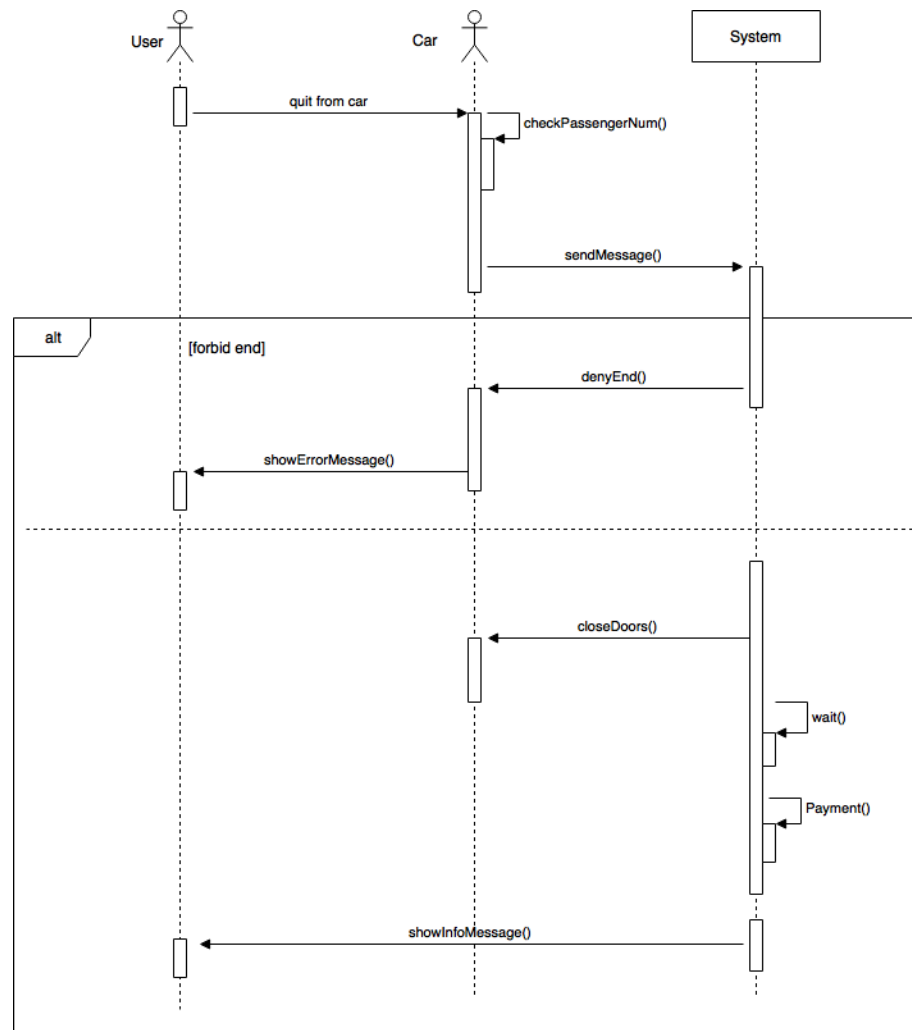 User
Car
System
quit from car
checkPassengerNum()
sendMessage()
alt
[forbid end]
denyEnd()
showErrorMessage()
closeDoors()
wait()
Payment()
showInfoMessage()